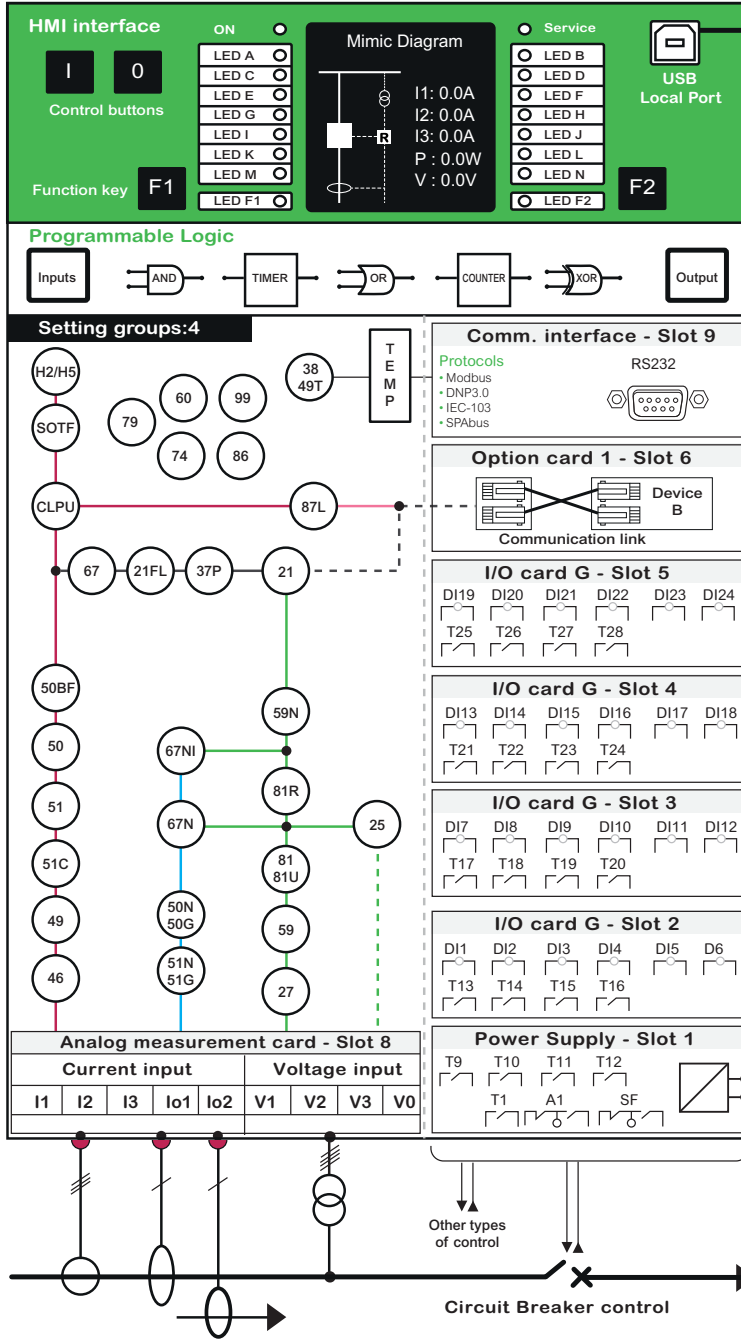 HMI interface
ON
Service
I
0
Control buttons
LED A
LED C
LED E
LED G
LED I
LED K
LED M
LED F1
Function key
F1
Mimic Diagram
R
I1: 0.0A
I2: 0.0A
I3: 0.0A
P : 0.0W
V : 0.0V
LED B
LED D
LED F
LED H
LED J
LED L
LED N
LED F2
F2
USB
Local Port
Programmable Logic
Inputs
AND
TIMER
OR
COUNTER
XOR
Output
Setting groups:4
H2/H5
SOTF
60
99
79
74
86
38
49T
T
E
M
P
CLPU
87L
67
21FL
37P
21
50BF
50
51
51C
49
46
67NI
67N
50N
50G
51N
51G
59N
81R
81
81U
59
27
25
Comm. interface - Slot 9
Protocols
• Modbus
• DNP3.0
• IEC-103
• SPAbus
RS232
Option card 1 - Slot 6
Device
B
Communication link
I/O card G - Slot 5
DI19 DI20 DI21 DI22 DI23 DI24
T25 T26 T27 T28
I/O card G - Slot 4
DI13 DI14 DI15 DI16 DI17 DI18
T21 T22 T23 T24
I/O card G - Slot 3
DI7 DI8 DI9 DI10 DI11 DI12
T17 T18 T19 T20
I/O card G - Slot 2
DI1 DI2 DI3 DI4 DI5 D6
T13 T14 T15 T16
Power Supply - Slot 1
T9 T10 T11 T12
T1 A1 SF
Analog measurement card - Slot 8
Current input Voltage input
I1 I2 I3 Io1 Io2 V1 V2 V3 V0
Other types
of control
Circuit Breaker control